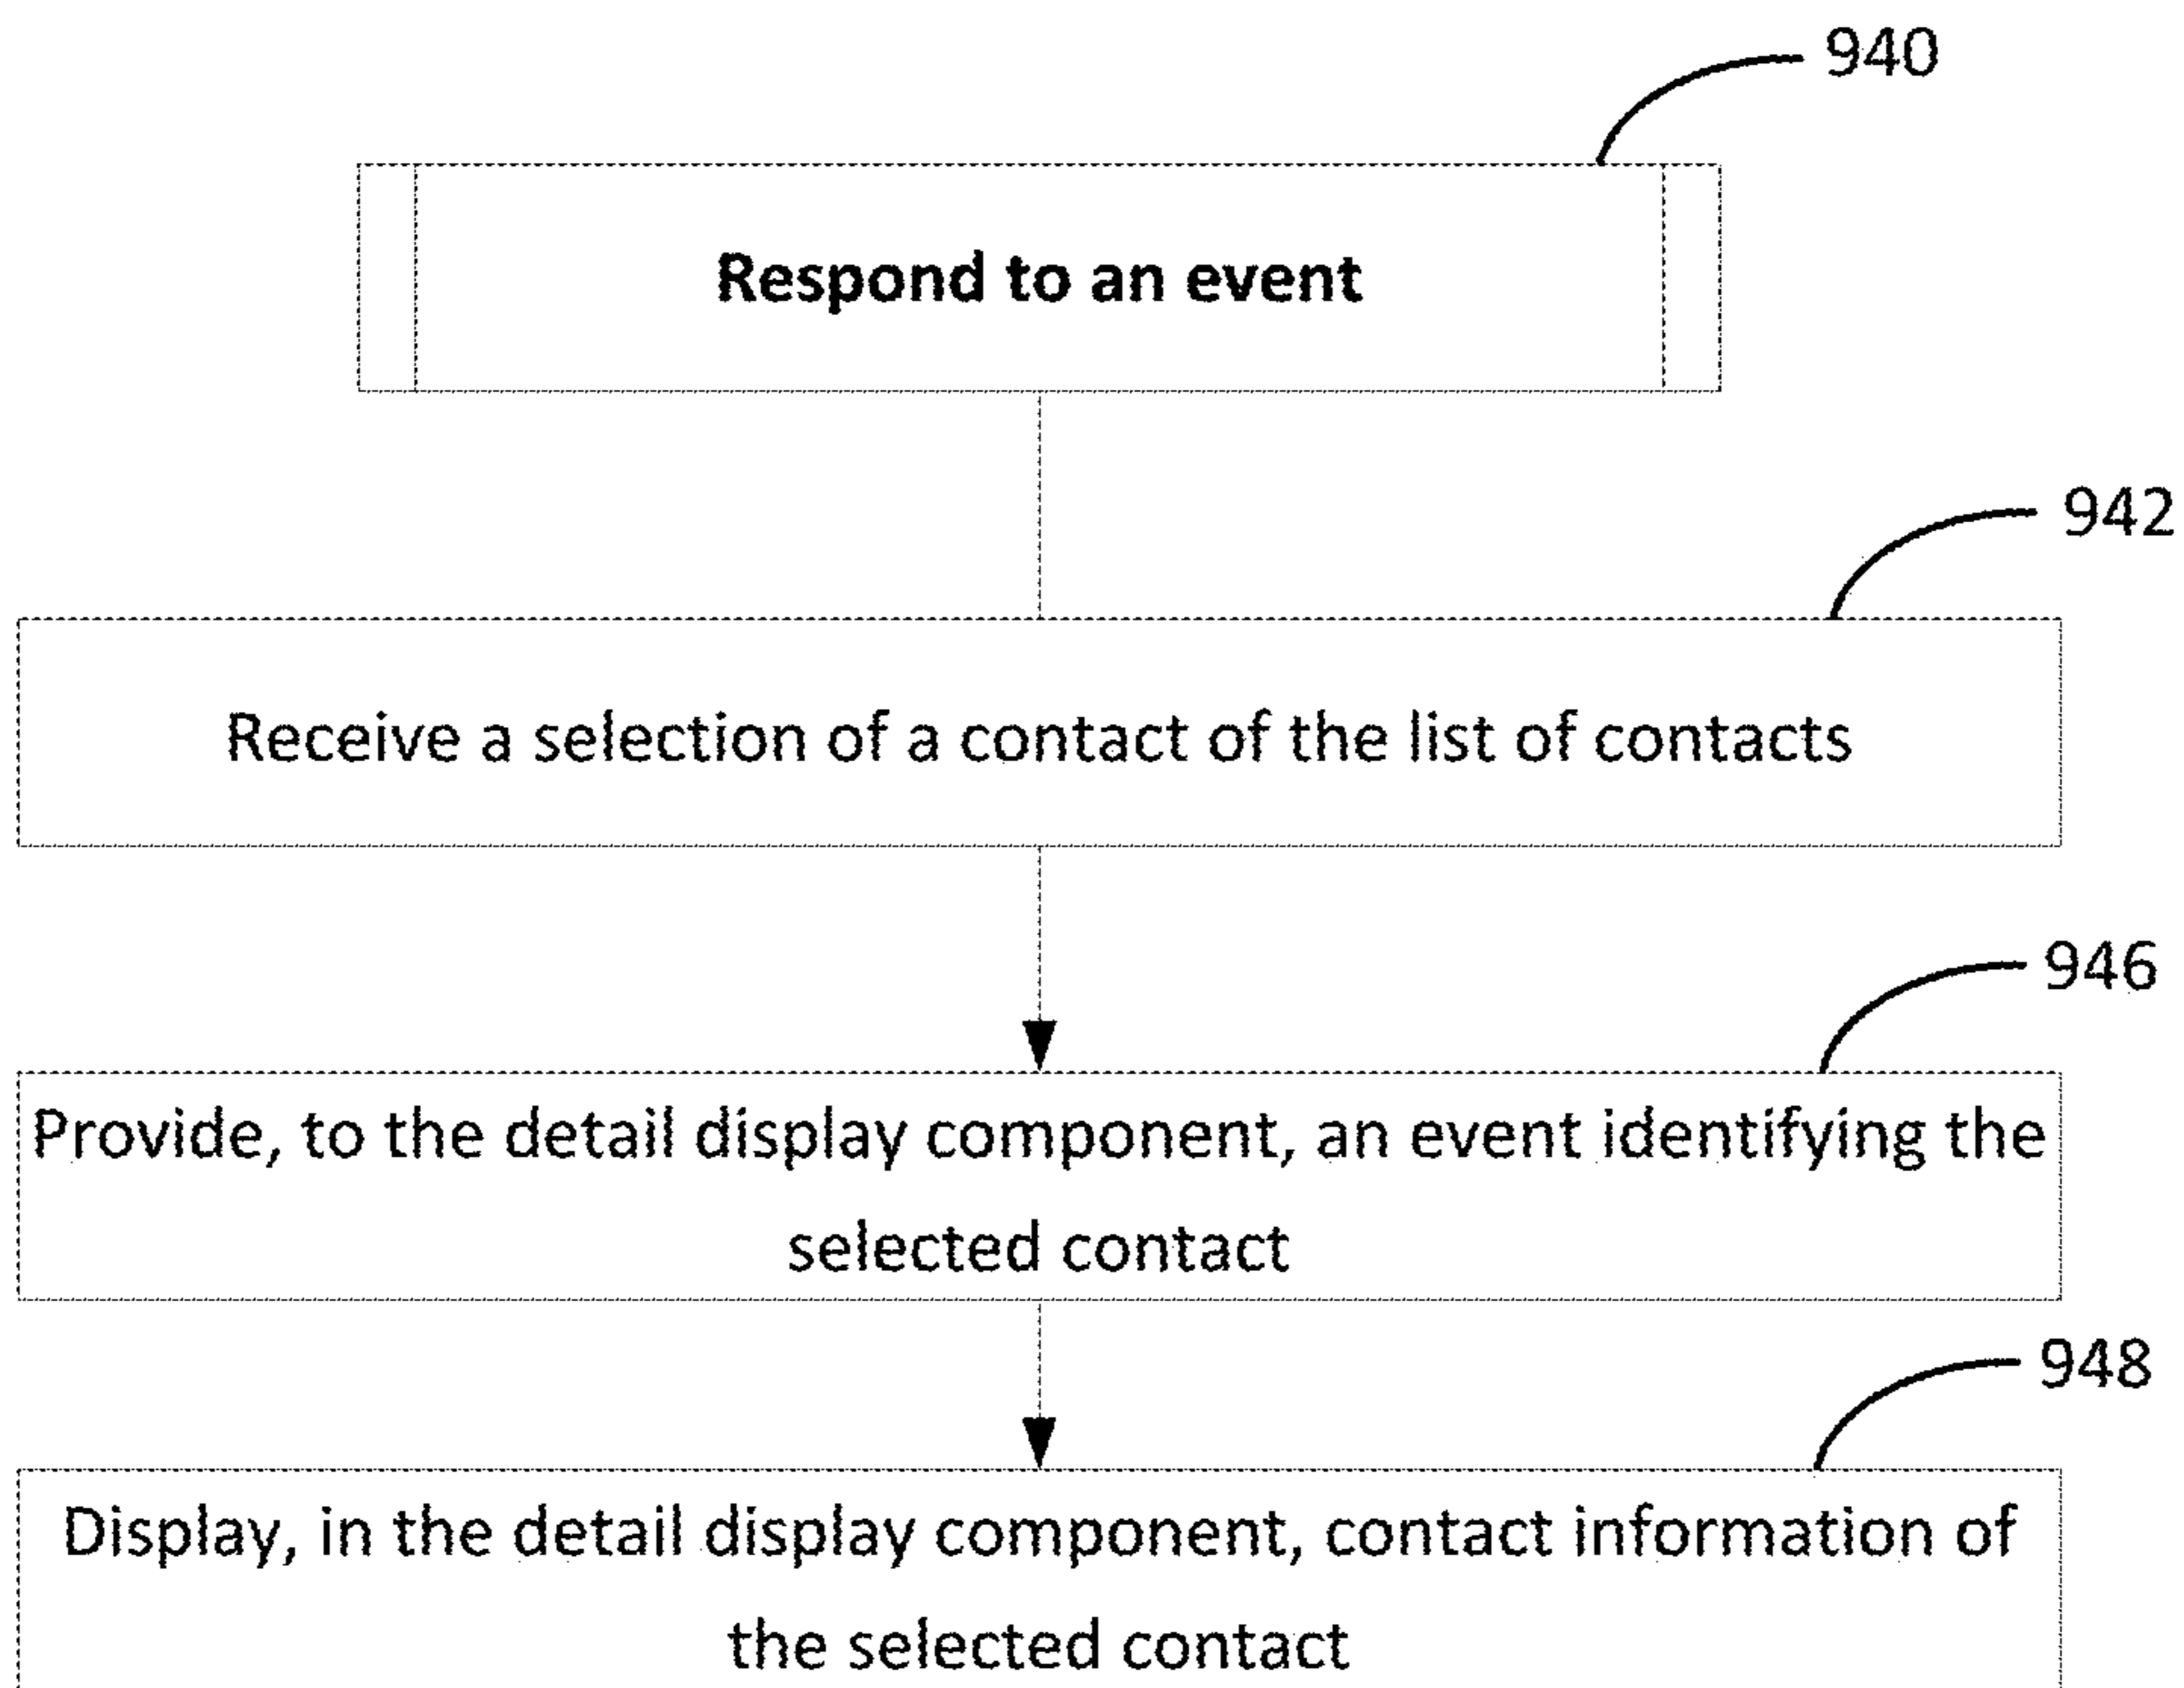 940
Respond to an event
942
Receive a selection of a contact of the list of contacts
946
Provide, to the detail display component, an event identifying the
selected contact
948
Display, in the detail display component, contact information of
the selected contact